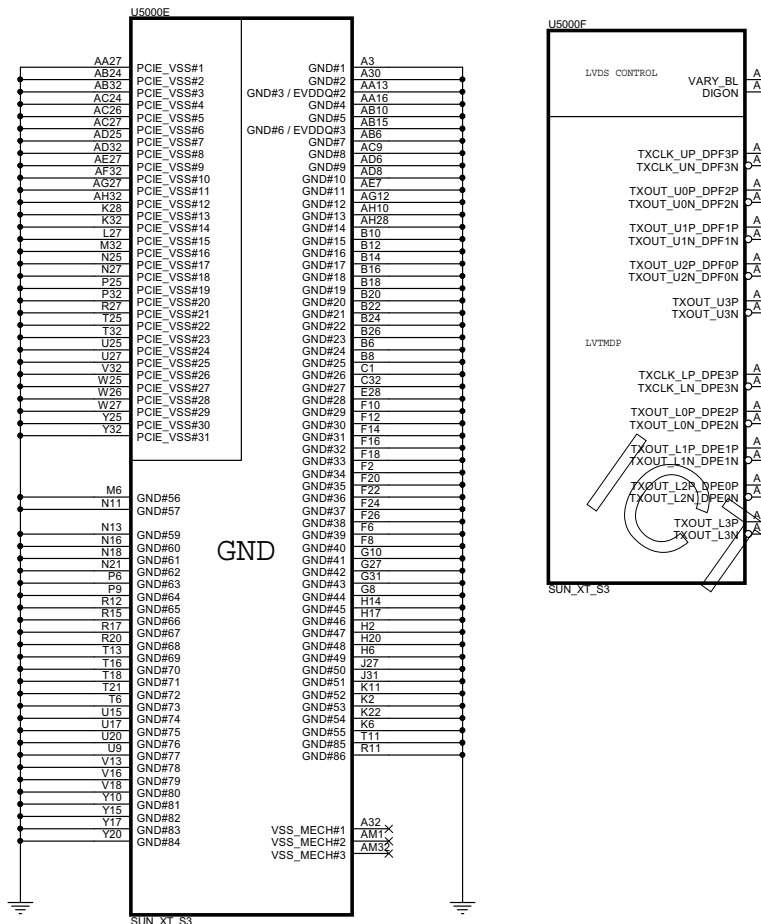 U5000E
AA27 PCIE_VSS#1
AB24 PCIE_VSS#2
AB32 PCIE_VSS#3
AC24 PCIE_VSS#4
AC26 PCIE_VSS#5
AC27 PCIE_VSS#6
AD25 PCIE_VSS#7
AD32 PCIE_VSS#8
AE27 PCIE_VSS#9
AF32 PCIE_VSS#10
AG27 PCIE_VSS#11
AH32 PCIE_VSS#12
K28 PCIE_VSS#13
K32 PCIE_VSS#14
L27 PCIE_VSS#15
M32 PCIE_VSS#16
N25 PCIE_VSS#17
N27 PCIE_VSS#18
P25 PCIE_VSS#19
P32 PCIE_VSS#20
R27 PCIE_VSS#21
T25 PCIE_VSS#22
T32 PCIE_VSS#23
U25 PCIE_VSS#24
U27 PCIE_VSS#25
V32 PCIE_VSS#26
W25 PCIE_VSS#27
W26 PCIE_VSS#28
W27 PCIE_VSS#29
Y25 PCIE_VSS#30
Y32 PCIE_VSS#31
M6 GND#56
N11 GND#57
N13 GND#59
N16 GND#60
N18 GND#61
N21 GND#62
P6 GND#63
P9 GND#64
R12 GND#65
R15 GND#66
R17 GND#67
R20 GND#68
T13 GND#69
T16 GND#70
T18 GND#71
T21 GND#72
T6 GND#73
U15 GND#74
U17 GND#75
U20 GND#76
U9 GND#77
V13 GND#78
V16 GND#79
V18 GND#80
Y10 GND#81
Y15 GND#82
Y17 GND#83
Y20 GND#84
GND
GND#1 A3
GND#2 A30
GND#3 / EVDDQ#2 AA13
GND#4 AA16
GND#5 AB10
GND#6 / EVDDQ#3 AB15
GND#7 AB6
GND#8 AC9
GND#9 AD6
GND#10 AD8
GND#11 AE7
GND#12 AG12
GND#13 AH10
GND#14 AH28
GND#15 B10
GND#16 B12
GND#17 B14
GND#18 B16
GND#19 B18
GND#20 B20
GND#21 B22
GND#22 B24
GND#23 B26
GND#24 B6
GND#25 B8
GND#26 C1
GND#27 C32
GND#28 E28
GND#29 F10
GND#30 F12
GND#31 F14
GND#32 F16
GND#33 F18
GND#34 F2
GND#35 F20
GND#36 F22
GND#37 F24
GND#38 F26
GND#39 F6
GND#40 F8
GND#41 G10
GND#42 G27
GND#43 G31
GND#44 G8
GND#45 H14
GND#46 H17
GND#47 H2
GND#48 H20
GND#49 H6
GND#50 J27
GND#51 J31
GND#52 K11
GND#53 K2
GND#54 K22
GND#55 K6
GND#85 T11
GND#86 R11
VSS_MECH#1 A32
VSS_MECH#2 AM1
VSS_MECH#3 AM32
SUN_XT_S3
U5000F
LVDS CONTROL
VARY_BL A
DIGON A
TXCLK_UP_DPF3P A
TXCLK_UN_DPF3N A
TXOUT_U0P_DPF2P A
TXOUT_U0N_DPF2N A
TXOUT_U1P_DPF1P A
TXOUT_U1N_DPF1N A
TXOUT_U2P_DPF0P A
TXOUT_U2N_DPF0N A
TXOUT_U3P A
TXOUT_U3N A
LVTMDP
TXCLK_LP_DPE3P A
TXCLK_LN_DPE3N A
TXOUT_L0P_DPE2P A
TXOUT_L0N_DPE2N A
TXOUT_L1P_DPE1P A
TXOUT_L1N_DPE1N A
TXOUT_L2P_DPE0P A
TXOUT_L2N_DPE0N A
TXOUT_L3P A
TXOUT_L3N A
SUN_XT_S3